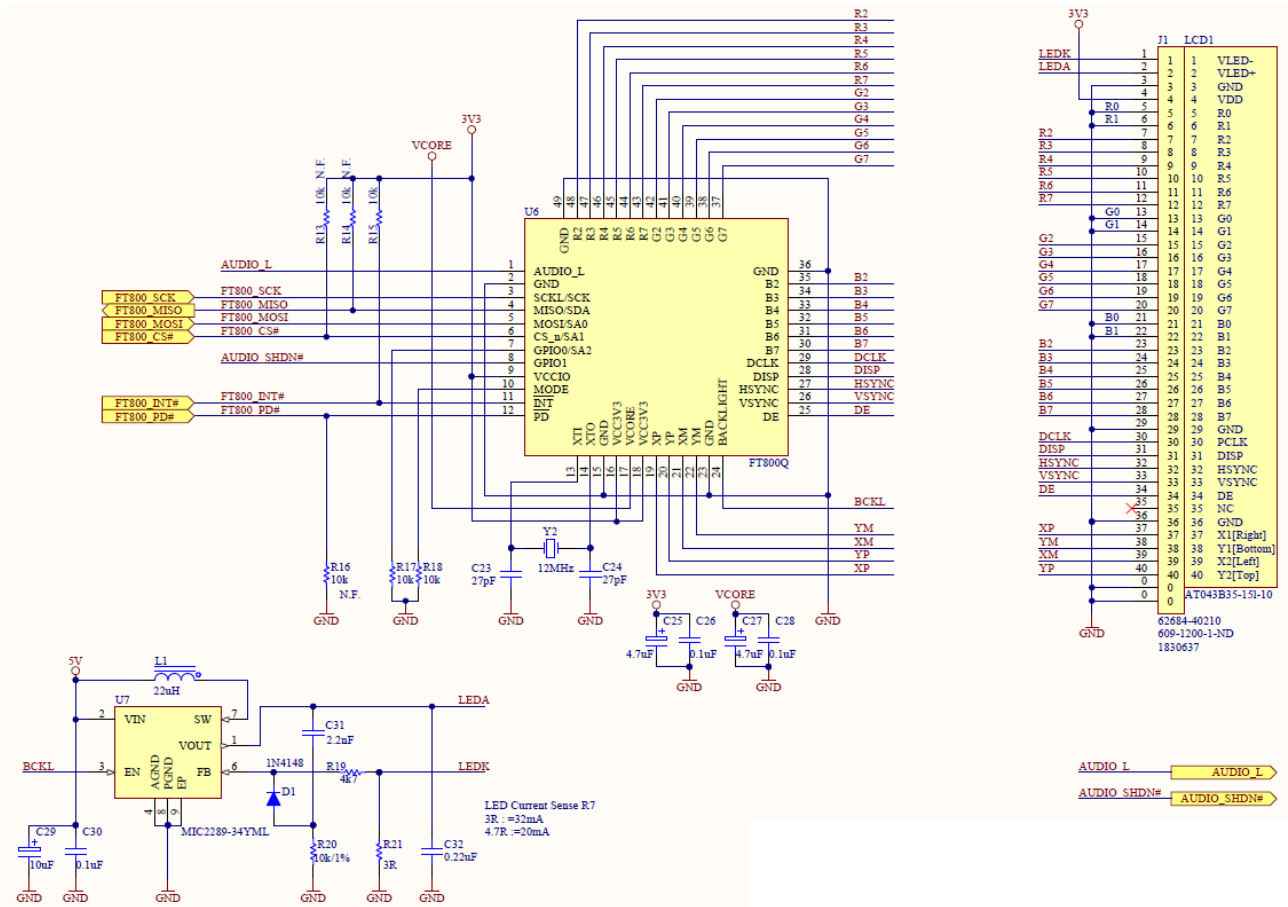 R2
R3
R4
R5
R6
R7
G2
G3
G4
G5
G6
G7
3V3
VCORE
10k N.F.
10k N.F.
10k
R13
R14
R15
49
48
47
46
45
44
43
42
41
40
39
38
37
U6
GND
R2
R3
R4
R5
R6
R7
G2
G3
G4
G5
G6
G7
AUDIO_L 1 AUDIO_L
2 GND
FT800_SCK FT800_SCK 3 SCKL/SCK
FT800_MISO FT800_MISO 4 MISO/SDA
FT800_MOSI FT800_MOSI 5 MOSI/SA0
FT800_CS# FT800_CS# 6 CS_n/SA1
7 GPIO0/SA2
AUDIO_SHDN# 8 GPIO1
9 VCCIO
10 MODE
FT800_INT# FT800_INT# 11 INT
FT800_PD# FT800_PD# 12 PD
GND 36
B2 35 B2
B3 34 B3
B4 33 B4
B5 32 B5
B6 31 B6
B7 30 B7
DCLK 29 DCLK
DISP 28 DISP
HSYNC 27 HSYNC
VSYNC 26 VSYNC
DE 25 DE
XTI
XTO
GND
VCC3V3
VCORE
VCC3V3
XP
YP
XM
YM
GND
BACKLIGHT
FT800Q
13
14
15
16
17
18
19
20
21
22
23
24
BCKL
YM
XM
YP
XP
Y2
12MHz
C23
27pF
C24
27pF
R16
10k
N.F.
R17
10k
R18
10k
GND
GND
GND
GND
GND
3V3
VCORE
C25
4.7uF
C26
0.1uF
C27
4.7uF
C28
0.1uF
GND
GND
3V3
J1 LCD1
LEDK 1 1 1 VLED-
LEDA 2 2 2 VLED+
3 3 3 GND
4 4 4 VDD
R0 5 5 5 R0
R1 6 6 6 R1
R2 7 7 7 R2
R3 8 8 8 R3
R4 9 9 9 R4
R5 10 10 10 R5
R6 11 11 11 R6
R7 12 12 12 R7
G0 13 13 13 G0
G1 14 14 14 G1
G2 15 15 15 G2
G3 16 16 16 G3
G4 17 17 17 G4
G5 18 18 18 G5
G6 19 19 19 G6
G7 20 20 20 G7
B0 21 21 21 B0
B1 22 22 22 B1
B2 23 23 23 B2
B3 24 24 24 B3
B4 25 25 25 B4
B5 26 26 26 B5
B6 27 27 27 B6
B7 28 28 28 B7
29 29 29 GND
DCLK 30 30 30 PCLK
DISP 31 31 31 DISP
HSYNC 32 32 32 HSYNC
VSYNC 33 33 33 VSYNC
DE 34 34 34 DE
35 35 35 NC
36 36 36 GND
XP 37 37 37 X1[Right]
YM 38 38 38 Y1[Bottom]
XM 39 39 39 X2[Left]
YP 40 40 40 Y2[Top]
0 0
0 0
AT043B35-15I-10
GND
62684-40210
609-1200-1-ND
1830637
5V
L1
22uH
U7
2 VIN SW 7
VOUT 1
BCKL 3 EN FB 6
AGND
PGND
EP
4
8
9
MIC2289-34YML
LEDA
C31
2.2nF
1N4148
R19
4k7
LEDK
D1
LED Current Sense R7
3R : =32mA
4.7R :=20mA
C29
10uF
C30
0.1uF
R20
10k/1%
R21
3R
C32
0.22uF
GND
GND
GND
GND
GND
GND
AUDIO_L AUDIO_L
AUDIO_SHDN# AUDIO_SHDN#